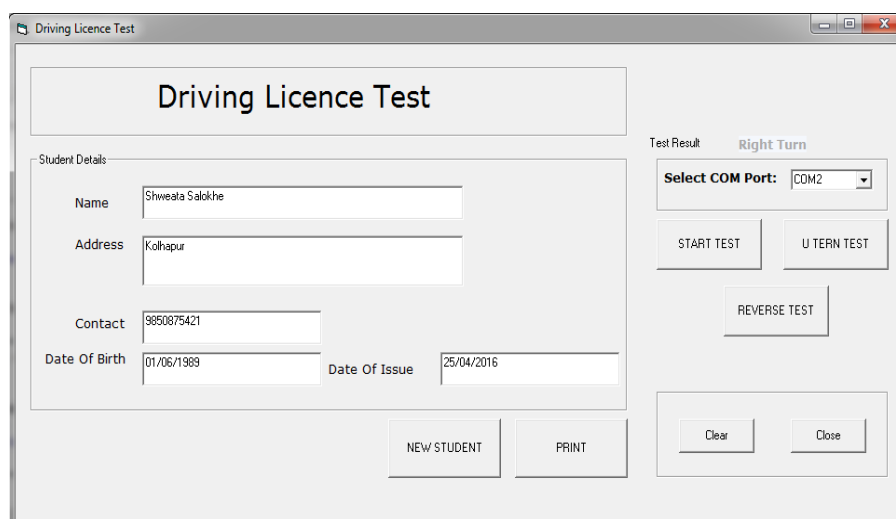 Driving Licence Test
Driving Licence Test
Student Details
Name
Shweata Salokhe
Address
Kolhapur
Contact
9850875421
Date Of Birth
01/06/1989
Date Of Issue
25/04/2016
NEW STUDENT
PRINT
Test Result
Right Turn
Select COM Port:
COM2
START TEST
U TERN TEST
REVERSE TEST
Clear
Close